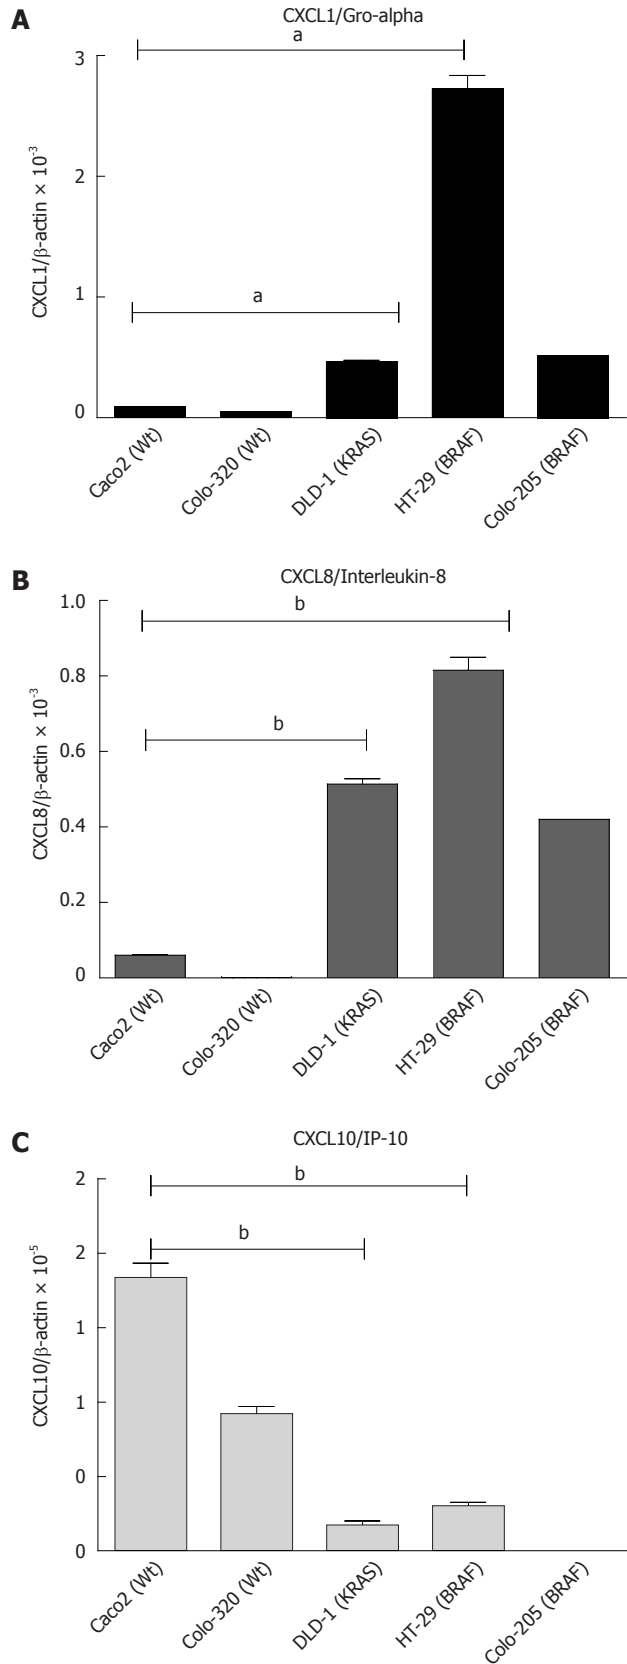 A
CXCL1/Gro-alpha
a
3
2
1
0
CXCL1/β-actin × 10⁻³
a
Caco2 (Wt)
Colo-320 (Wt)
DLD-1 (KRAS)
HT-29 (BRAF)
Colo-205 (BRAF)
B
CXCL8/Interleukin-8
b
1.0
0.8
0.6
0.4
0.2
0
CXCL8/β-actin × 10⁻³
b
Caco2 (Wt)
Colo-320 (Wt)
DLD-1 (KRAS)
HT-29 (BRAF)
Colo-205 (BRAF)
C
CXCL10/IP-10
2
2
1
1
0
0
CXCL10/β-actin × 10⁻⁵
b
b
Caco2 (Wt)
Colo-320 (Wt)
DLD-1 (KRAS)
HT-29 (BRAF)
Colo-205 (BRAF)